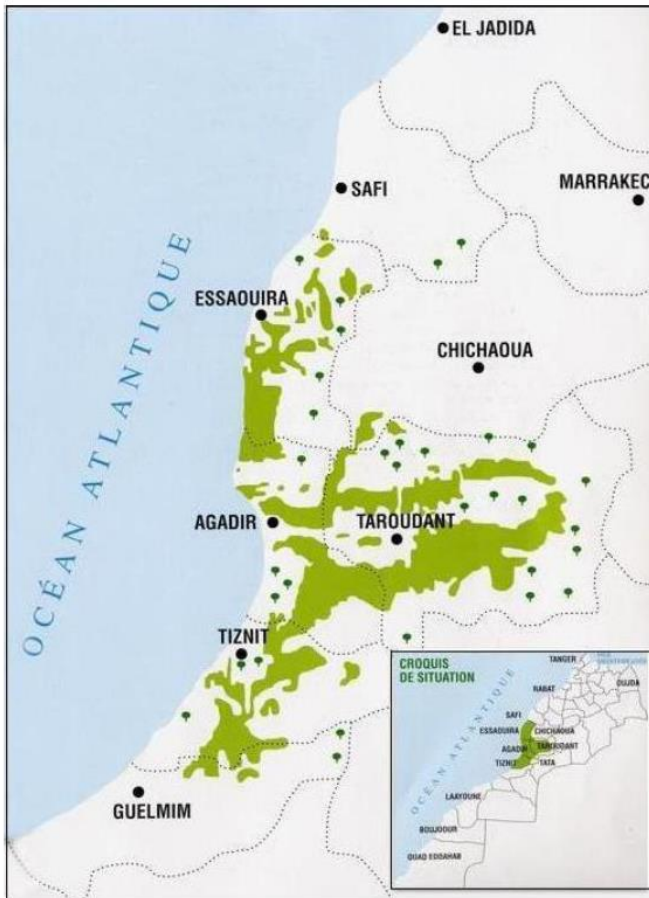 EL JADIDA
SAFI
MARRAKEC
ESSAOUIRA
CHICHAOUA
OCÉAN ATLANTIQUE
AGADIR
TAROUDANT
TIZNIT
GUELMIM
CROQUIS
DE SITUATION
TANGER
OUJDA
RABAT
SAFI
ESSAOUIRA
CHICHAOUA
AGADIR
TAROUDANT
TIZNIT
TATA
OCÉAN ATLANTIQUE
LAAYOUNE
BOUJDOUR
OUAD EDDAHAB